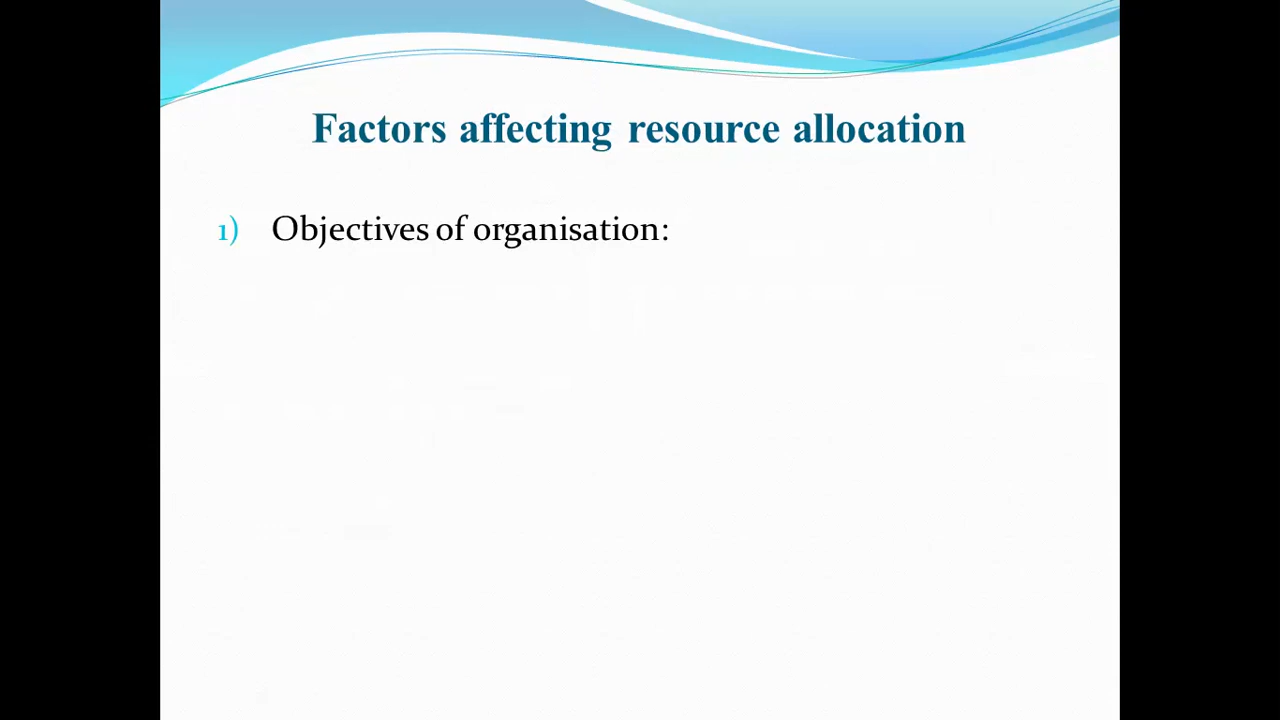 Factors affecting resource allocation
1) Objectives of organisation: